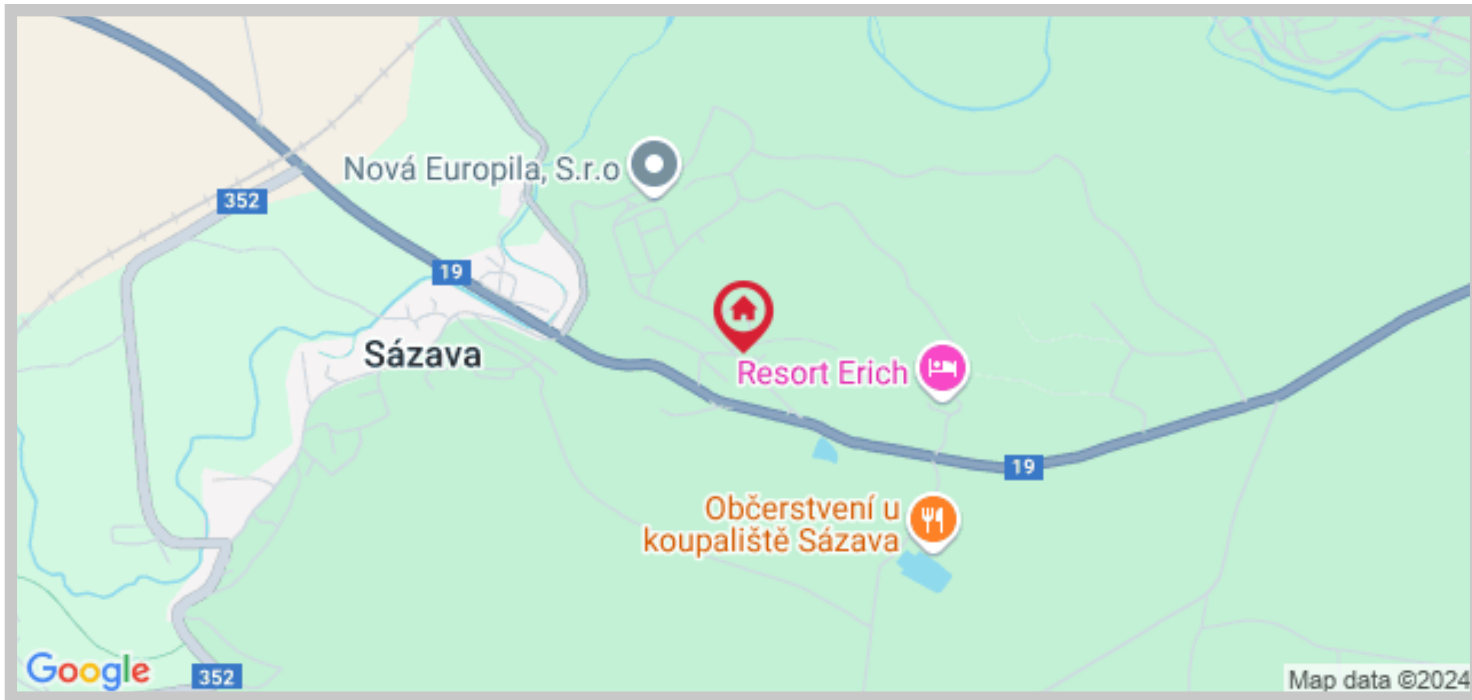 Nová Europila, S.r.o
352
19
Sázava
Resort Erich
19
Občerstvení u
koupaliště Sázava
Google
352
Map data ©2024